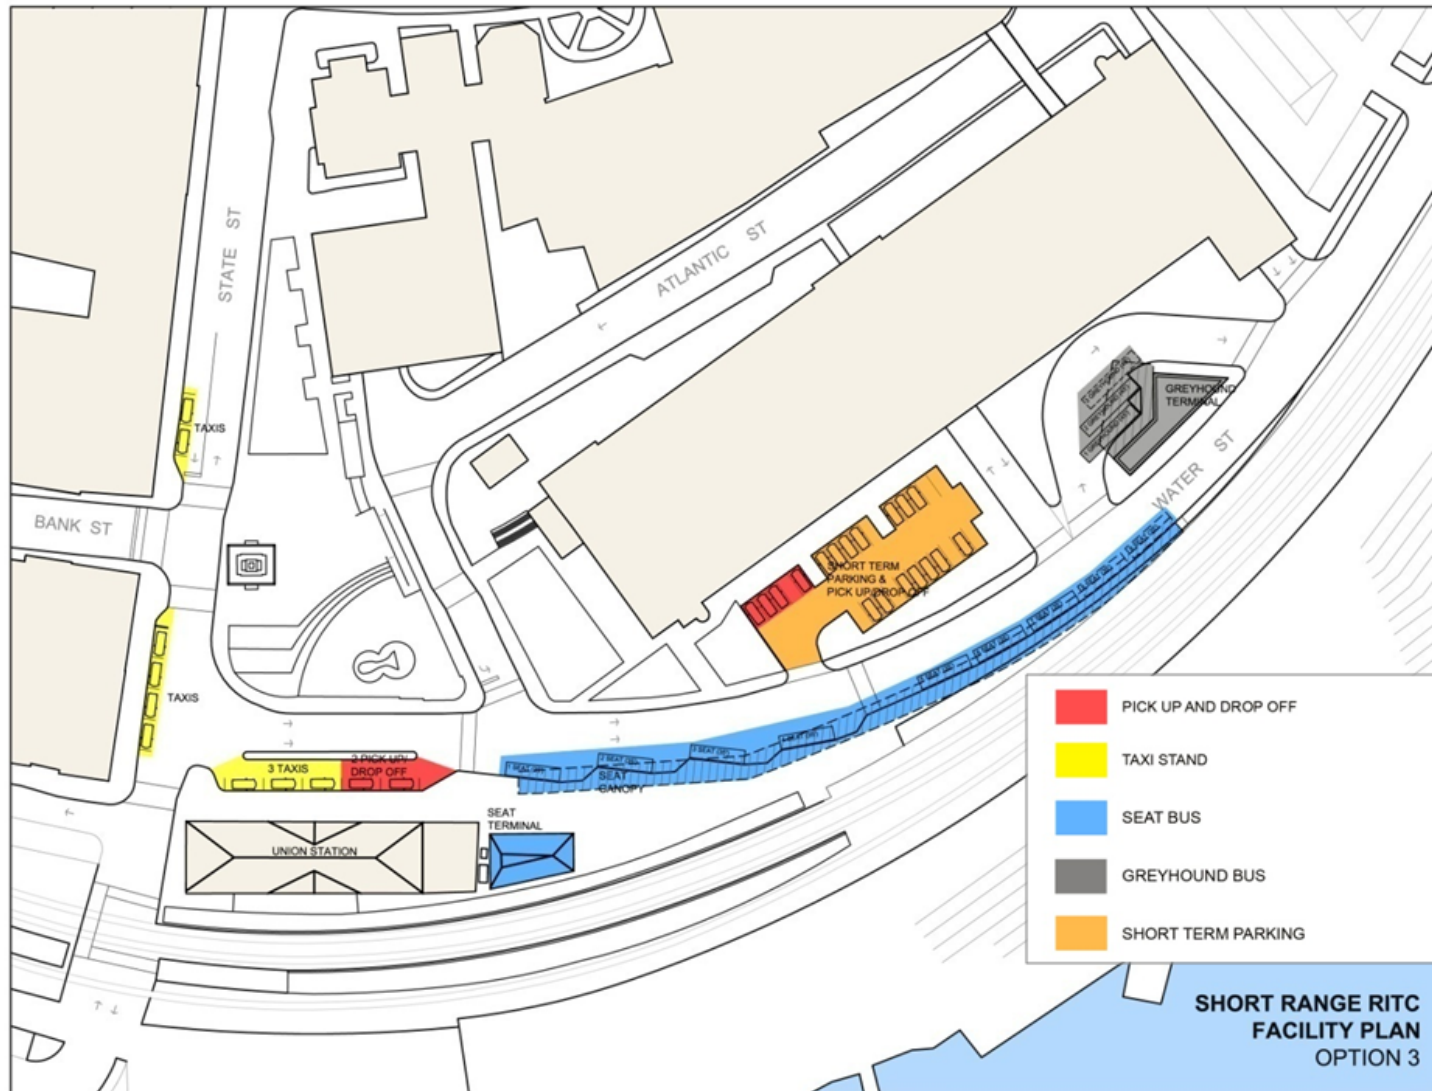 STATE ST
ATLANTIC ST
TAXIS
BANK ST
GREYHOUND
TERMINAL
WATER ST
SHORT TERM
PARKING &
PICK UP/DROP OFF
TAXIS
3 TAXIS
2 PICK UP/
DROP OFF
SEAT
CANOPY
SEAT
TERMINAL
UNION STATION
PICK UP AND DROP OFF
TAXI STAND
SEAT BUS
GREYHOUND BUS
SHORT TERM PARKING
SHORT RANGE RITC
FACILITY PLAN
OPTION 3